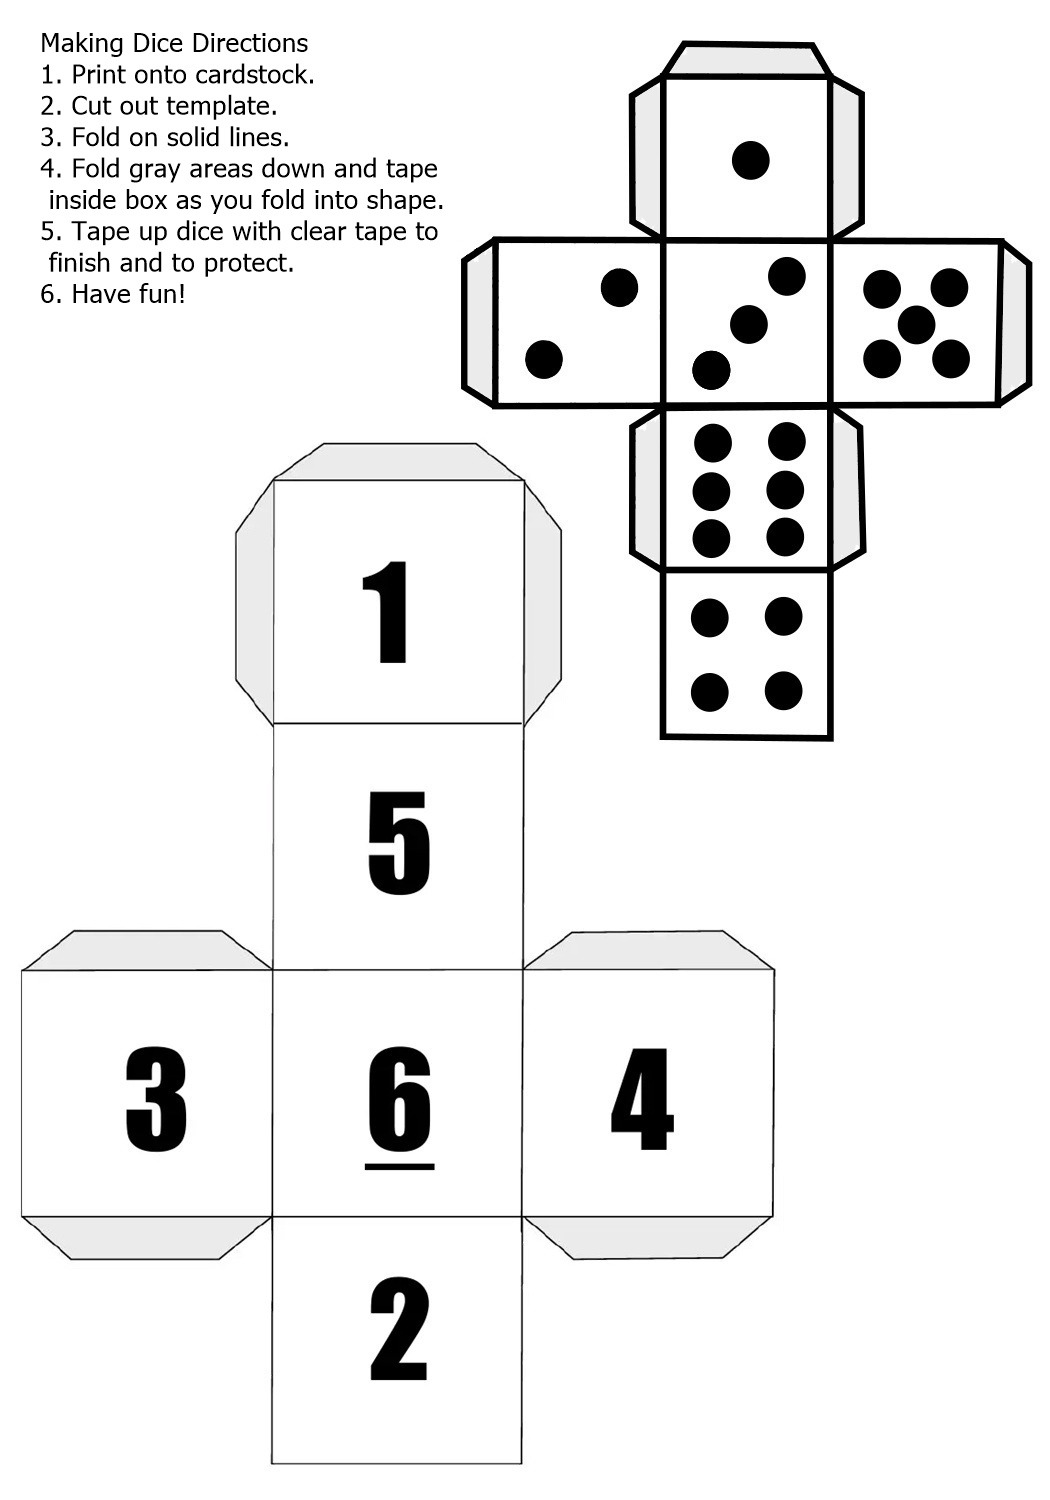 Making Dice Directions
1. Print onto cardstock.
2. Cut out template.
3. Fold on solid lines.
4. Fold gray areas down and tape
inside box as you fold into shape.
5. Tape up dice with clear tape to
finish and to protect.
6. Have fun!
1
5
3 6 4
2